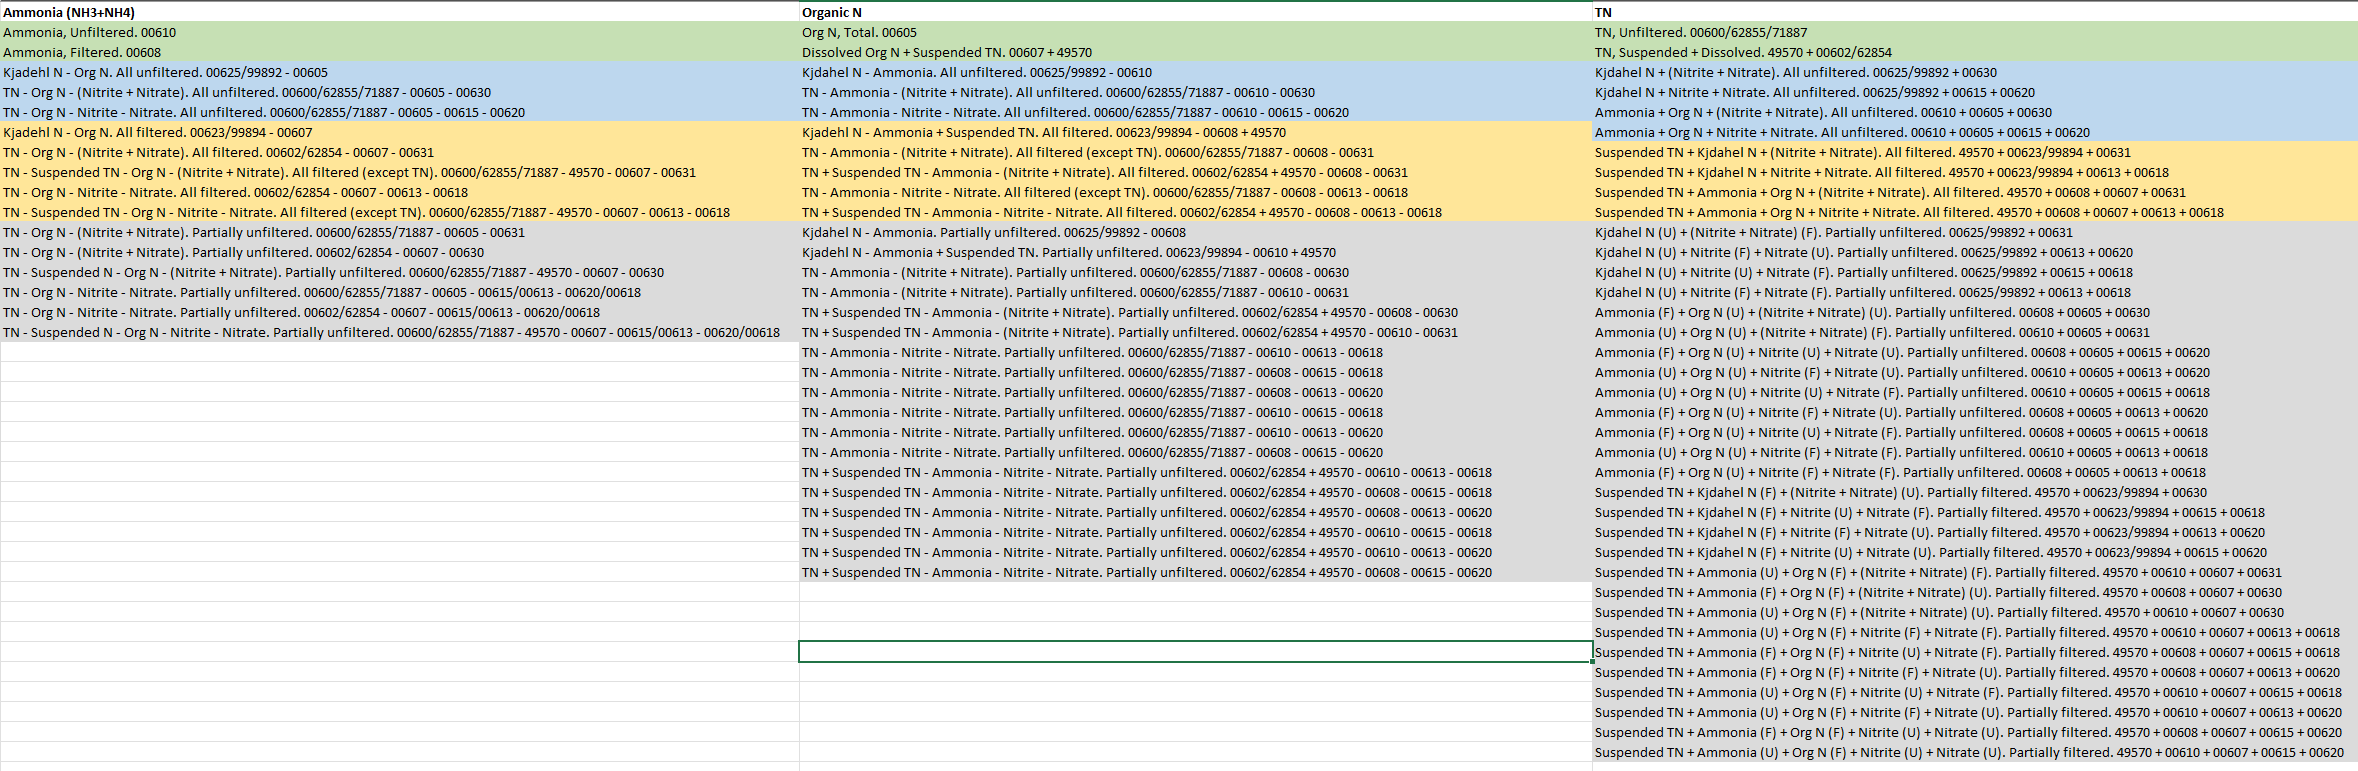 Ammonia (NH3+NH4)
Ammonia, Unfiltered. 00610
Ammonia, Filtered. 00608
Kjadehl N - Org N. All unfiltered. 00625/99892 - 00605
TN - Org N - (Nitrite + Nitrate). All unfiltered. 00600/62855/71887 - 00605 - 00630
TN - Org N - Nitrite - Nitrate. All unfiltered. 00600/62855/71887 - 00605 - 00615 - 00620
Kjadehl N - Org N. All filtered. 00623/99894 - 00607
TN - Org N - (Nitrite + Nitrate). All filtered. 00602/62854 - 00607 - 00631
TN - Suspended TN - Org N - (Nitrite + Nitrate). All filtered (except TN). 00600/62855/71887 - 49570 - 00607 - 00631
TN - Org N - Nitrite - Nitrate. All filtered. 00602/62854 - 00607 - 00613 - 00618
TN - Suspended TN - Org N - Nitrite - Nitrate. All filtered (except TN). 00600/62855/71887 - 49570 - 00607 - 00613 - 00618
TN - Org N - (Nitrite + Nitrate). Partially unfiltered. 00600/62855/71887 - 00605 - 00631
TN - Org N - (Nitrite + Nitrate). Partially unfiltered. 00602/62854 - 00607 - 00630
TN - Suspended N - Org N - (Nitrite + Nitrate). Partially unfiltered. 00600/62855/71887 - 49570 - 00607 - 00630
TN - Org N - Nitrite - Nitrate. Partially unfiltered. 00600/62855/71887 - 00605 - 00615/00613 - 00620/00618
TN - Org N - Nitrite - Nitrate. Partially unfiltered. 00602/62854 - 00607 - 00615/00613 - 00620/00618
TN - Suspended N - Org N - Nitrite - Nitrate. Partially unfiltered. 00600/62855/71887 - 49570 - 00607 - 00615/00613 - 00620/00618
Organic N
Org N, Total. 00605
Dissolved Org N + Suspended TN. 00607 + 49570
Kjdahel N - Ammonia. All unfiltered. 00625/99892 - 00610
TN - Ammonia - (Nitrite + Nitrate). All unfiltered. 00600/62855/71887 - 00610 - 00630
TN - Ammonia - Nitrite - Nitrate. All unfiltered. 00600/62855/71887 - 00610 - 00615 - 00620
Kjadehl N - Ammonia + Suspended TN. All filtered. 00623/99894 - 00608 + 49570
TN - Ammonia - (Nitrite + Nitrate). All filtered (except TN). 00600/62855/71887 - 00608 - 00631
TN + Suspended TN - Ammonia - (Nitrite + Nitrate). All filtered. 00602/62854 + 49570 - 00608 - 00631
TN - Ammonia - Nitrite - Nitrate. All filtered (except TN). 00600/62855/71887 - 00608 - 00613 - 00618
TN + Suspended TN - Ammonia - Nitrite - Nitrate. All filtered. 00602/62854 + 49570 - 00608 - 00613 - 00618
Kjdahel N - Ammonia. Partially unfiltered. 00625/99892 - 00608
Kjadehl N - Ammonia + Suspended TN. Partially unfiltered. 00623/99894 - 00610 + 49570
TN - Ammonia - (Nitrite + Nitrate). Partially unfiltered. 00600/62855/71887 - 00608 - 00630
TN - Ammonia - (Nitrite + Nitrate). Partially unfiltered. 00600/62855/71887 - 00610 - 00631
TN + Suspended TN - Ammonia - (Nitrite + Nitrate). Partially unfiltered. 00602/62854 + 49570 - 00608 - 00630
TN + Suspended TN - Ammonia - (Nitrite + Nitrate). Partially unfiltered. 00602/62854 + 49570 - 00610 - 00631
TN - Ammonia - Nitrite - Nitrate. Partially unfiltered. 00600/62855/71887 - 00610 - 00613 - 00618
TN - Ammonia - Nitrite - Nitrate. Partially unfiltered. 00600/62855/71887 - 00608 - 00615 - 00618
TN - Ammonia - Nitrite - Nitrate. Partially unfiltered. 00600/62855/71887 - 00608 - 00613 - 00620
TN - Ammonia - Nitrite - Nitrate. Partially unfiltered. 00600/62855/71887 - 00610 - 00615 - 00618
TN - Ammonia - Nitrite - Nitrate. Partially unfiltered. 00600/62855/71887 - 00610 - 00613 - 00620
TN - Ammonia - Nitrite - Nitrate. Partially unfiltered. 00600/62855/71887 - 00608 - 00615 - 00620
TN + Suspended TN - Ammonia - Nitrite - Nitrate. Partially unfiltered. 00602/62854 + 49570 - 00610 - 00613 - 00618
TN + Suspended TN - Ammonia - Nitrite - Nitrate. Partially unfiltered. 00602/62854 + 49570 - 00608 - 00615 - 00618
TN + Suspended TN - Ammonia - Nitrite - Nitrate. Partially unfiltered. 00602/62854 + 49570 - 00608 - 00613 - 00620
TN + Suspended TN - Ammonia - Nitrite - Nitrate. Partially unfiltered. 00602/62854 + 49570 - 00610 - 00615 - 00618
TN + Suspended TN - Ammonia - Nitrite - Nitrate. Partially unfiltered. 00602/62854 + 49570 - 00610 - 00613 - 00620
TN + Suspended TN - Ammonia - Nitrite - Nitrate. Partially unfiltered. 00602/62854 + 49570 - 00608 - 00615 - 00620
TN
TN, Unfiltered. 00600/62855/71887
TN, Suspended + Dissolved. 49570 + 00602/62854
Kjdahel N + (Nitrite + Nitrate). All unfiltered. 00625/99892 + 00630
Kjdahel N + Nitrite + Nitrate. All unfiltered. 00625/99892 + 00615 + 00620
Ammonia + Org N + (Nitrite + Nitrate). All unfiltered. 00610 + 00605 + 00630
Ammonia + Org N + Nitrite + Nitrate. All unfiltered. 00610 + 00605 + 00615 + 00620
Suspended TN + Kjdahel N + (Nitrite + Nitrate). All filtered. 49570 + 00623/99894 + 00631
Suspended TN + Kjdahel N + Nitrite + Nitrate. All filtered. 49570 + 00623/99894 + 00613 + 00618
Suspended TN + Ammonia + Org N + (Nitrite + Nitrate). All filtered. 49570 + 00608 + 00607 + 00631
Suspended TN + Ammonia + Org N + Nitrite + Nitrate. All filtered. 49570 + 00608 + 00607 + 00613 + 00618
Kjdahel N (U) + (Nitrite + Nitrate) (F). Partially unfiltered. 00625/99892 + 00631
Kjdahel N (U) + Nitrite (F) + Nitrate (U). Partially unfiltered. 00625/99892 + 00613 + 00620
Kjdahel N (U) + Nitrite (U) + Nitrate (F). Partially unfiltered. 00625/99892 + 00615 + 00618
Kjdahel N (U) + Nitrite (F) + Nitrate (F). Partially unfiltered. 00625/99892 + 00613 + 00618
Ammonia (F) + Org N (U) + (Nitrite + Nitrate) (U). Partially unfiltered. 00608 + 00605 + 00630
Ammonia (U) + Org N (U) + (Nitrite + Nitrate) (F). Partially unfiltered. 00610 + 00605 + 00631
Ammonia (F) + Org N (U) + Nitrite (U) + Nitrate (U). Partially unfiltered. 00608 + 00605 + 00615 + 00620
Ammonia (U) + Org N (U) + Nitrite (F) + Nitrate (U). Partially unfiltered. 00610 + 00605 + 00613 + 00620
Ammonia (U) + Org N (U) + Nitrite (U) + Nitrate (F). Partially unfiltered. 00610 + 00605 + 00615 + 00618
Ammonia (F) + Org N (U) + Nitrite (F) + Nitrate (U). Partially unfiltered. 00608 + 00605 + 00613 + 00620
Ammonia (F) + Org N (U) + Nitrite (U) + Nitrate (F). Partially unfiltered. 00608 + 00605 + 00615 + 00618
Ammonia (U) + Org N (U) + Nitrite (F) + Nitrate (F). Partially unfiltered. 00610 + 00605 + 00613 + 00618
Ammonia (F) + Org N (U) + Nitrite (F) + Nitrate (F). Partially unfiltered. 00608 + 00605 + 00613 + 00618
Suspended TN + Kjdahel N (F) + (Nitrite + Nitrate) (U). Partially filtered. 49570 + 00623/99894 + 00630
Suspended TN + Kjdahel N (F) + Nitrite (U) + Nitrate (F). Partially filtered. 49570 + 00623/99894 + 00615 + 00618
Suspended TN + Kjdahel N (F) + Nitrite (F) + Nitrate (U). Partially filtered. 49570 + 00623/99894 + 00613 + 00620
Suspended TN + Kjdahel N (F) + Nitrite (U) + Nitrate (U). Partially filtered. 49570 + 00623/99894 + 00615 + 00620
Suspended TN + Ammonia (U) + Org N (F) + (Nitrite + Nitrate) (F). Partially filtered. 49570 + 00610 + 00607 + 00631
Suspended TN + Ammonia (F) + Org N (F) + (Nitrite + Nitrate) (U). Partially filtered. 49570 + 00608 + 00607 + 00630
Suspended TN + Ammonia (U) + Org N (F) + (Nitrite + Nitrate) (U). Partially filtered. 49570 + 00610 + 00607 + 00630
Suspended TN + Ammonia (U) + Org N (F) + Nitrite (F) + Nitrate (F). Partially filtered. 49570 + 00610 + 00607 + 00613 + 00618
Suspended TN + Ammonia (F) + Org N (F) + Nitrite (U) + Nitrate (F). Partially filtered. 49570 + 00608 + 00607 + 00615 + 00618
Suspended TN + Ammonia (F) + Org N (F) + Nitrite (F) + Nitrate (U). Partially filtered. 49570 + 00608 + 00607 + 00613 + 00620
Suspended TN + Ammonia (U) + Org N (F) + Nitrite (U) + Nitrate (F). Partially filtered. 49570 + 00610 + 00607 + 00615 + 00618
Suspended TN + Ammonia (U) + Org N (F) + Nitrite (F) + Nitrate (U). Partially filtered. 49570 + 00610 + 00607 + 00613 + 00620
Suspended TN + Ammonia (F) + Org N (F) + Nitrite (U) + Nitrate (U). Partially filtered. 49570 + 00608 + 00607 + 00615 + 00620
Suspended TN + Ammonia (U) + Org N (F) + Nitrite (U) + Nitrate (U). Partially filtered. 49570 + 00610 + 00607 + 00615 + 00620